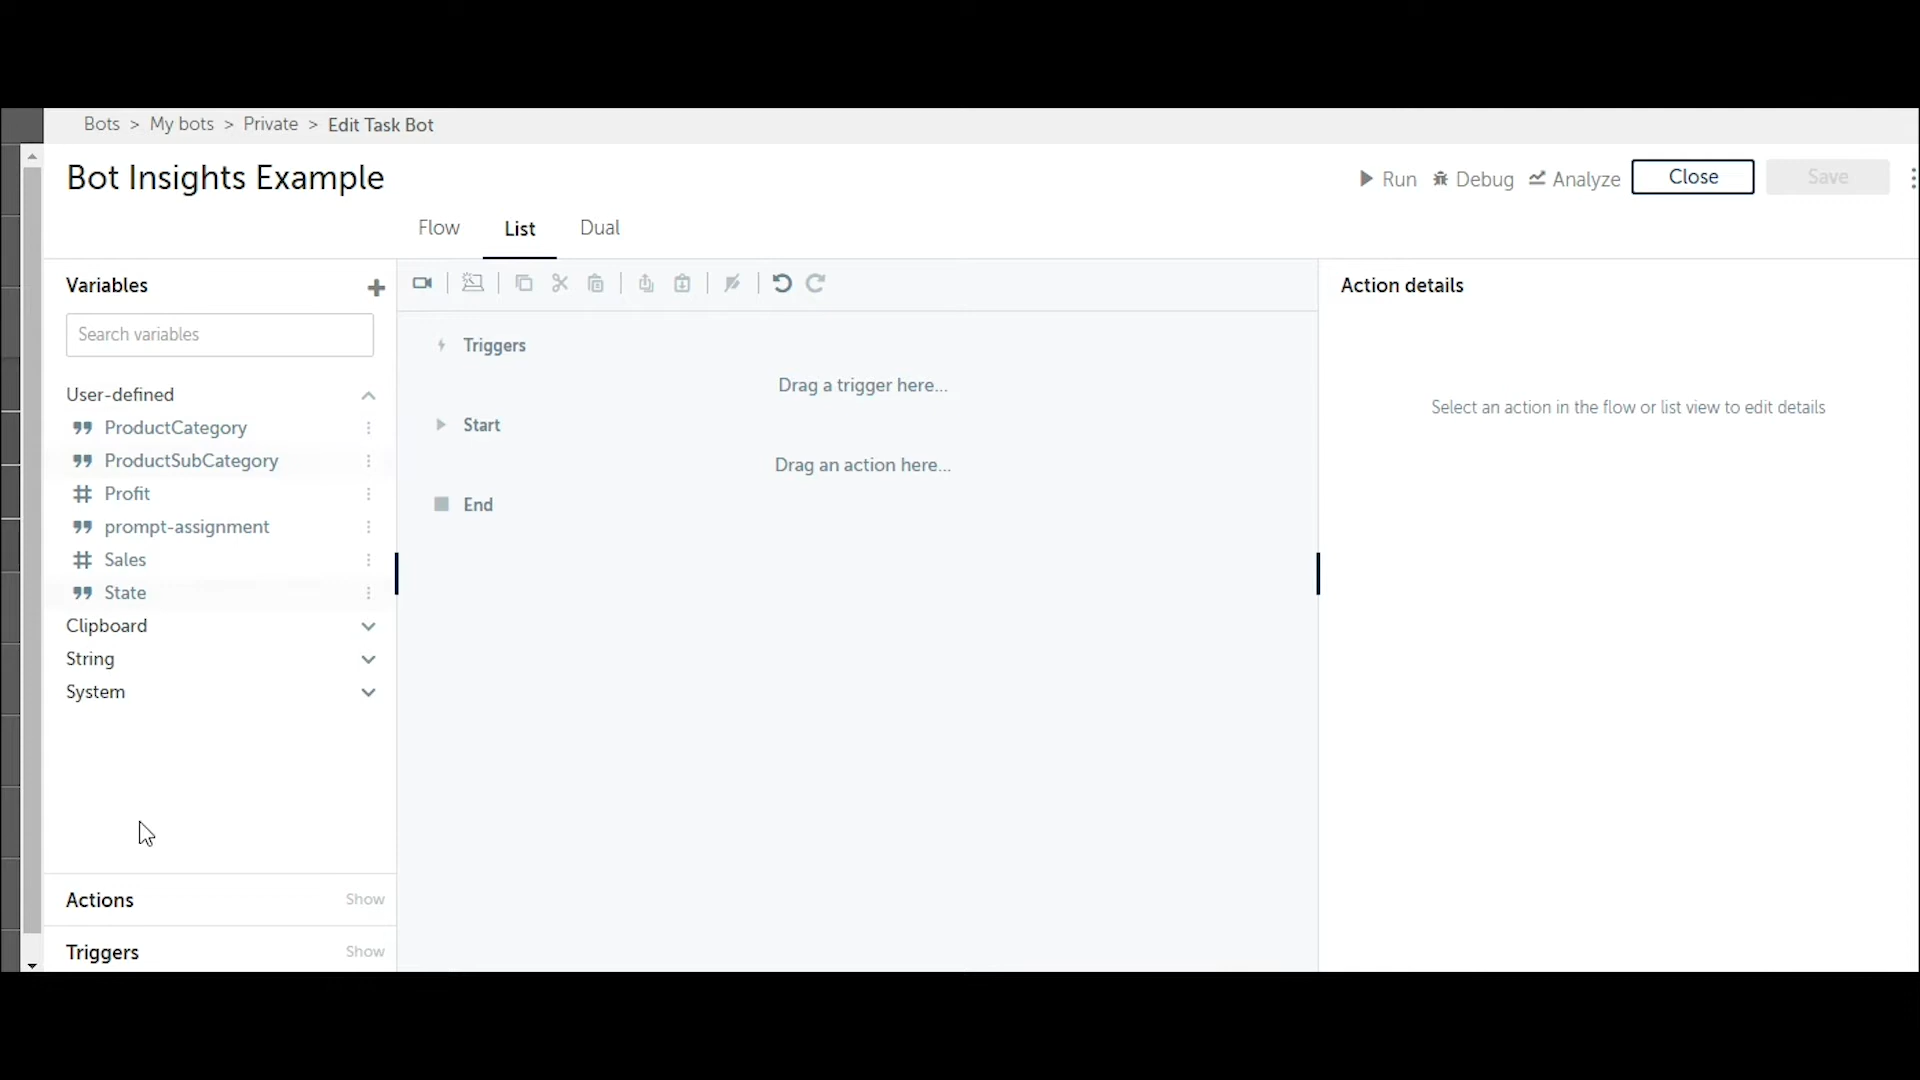 Bots > My bots > Private > Edit Task Bot
Bot Insights Example
Run Debug Analyze Close Save
Flow List Dual
Variables
Search variables
User-defined
ProductCategory
ProductSubCategory
Profit
prompt-assignment
Sales
State
Clipboard
String
System
Actions Show
Triggers Show
Triggers
Drag a trigger here...
Start
Drag an action here...
End
Action details
Select an action in the flow or list view to edit details